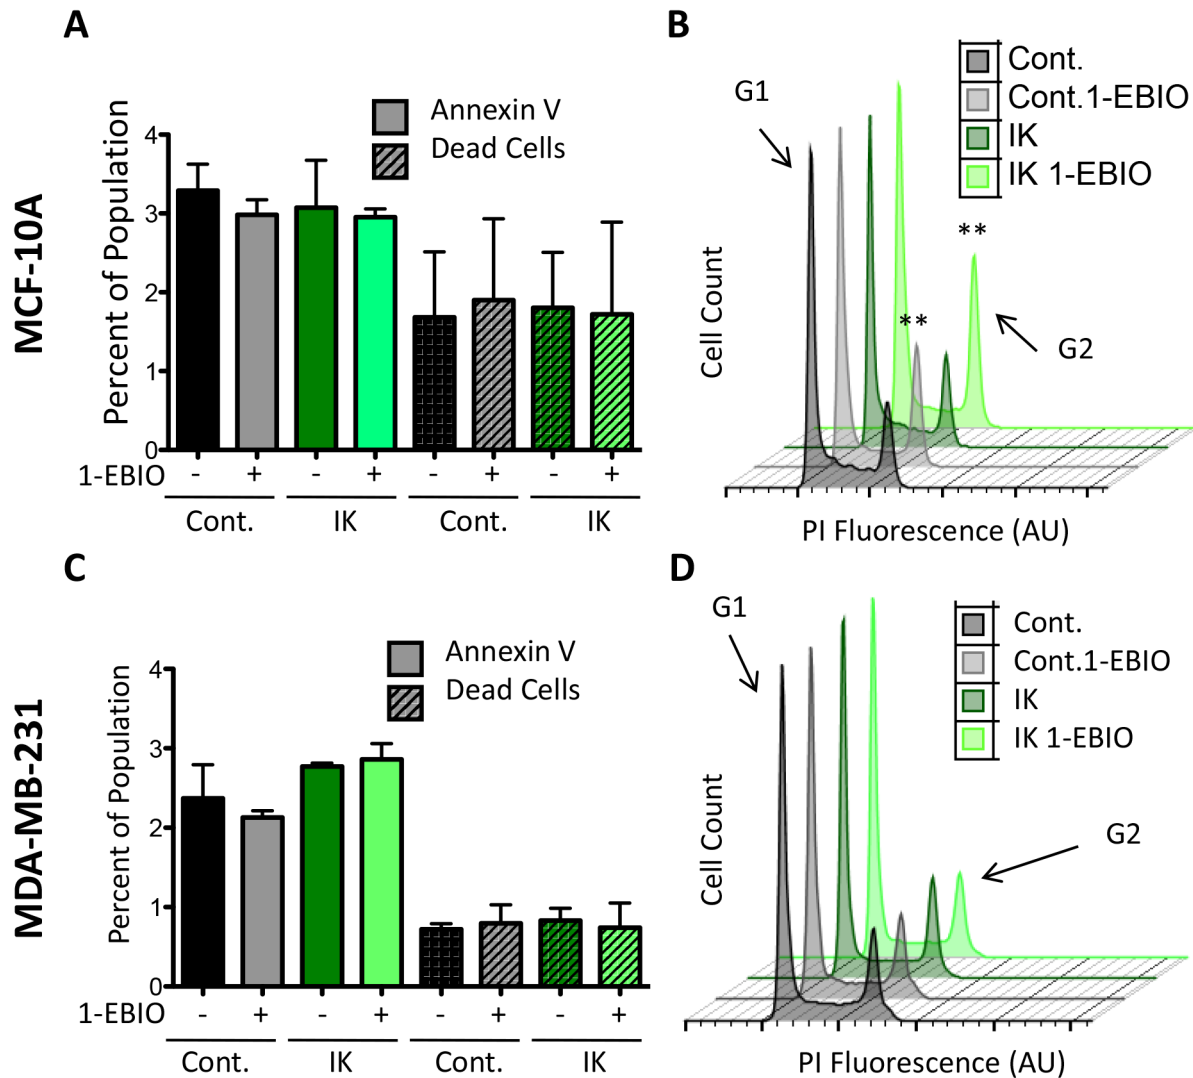 A
MCF-10A
Percent of Population
4
3
2
1
0
Annexin V
Dead Cells
1-EBIO - + - + - + - +
Cont. IK Cont. IK
B
G1
Cont.
Cont.1-EBIO
IK
IK 1-EBIO
**
**
G2
Cell Count
PI Fluorescence (AU)
C
MDA-MB-231
Percent of Population
4
3
2
1
0
Annexin V
Dead Cells
1-EBIO - + - + - + - +
Cont. IK Cont. IK
D
G1
Cont.
Cont.1-EBIO
IK
IK 1-EBIO
G2
Cell Count
PI Fluorescence (AU)